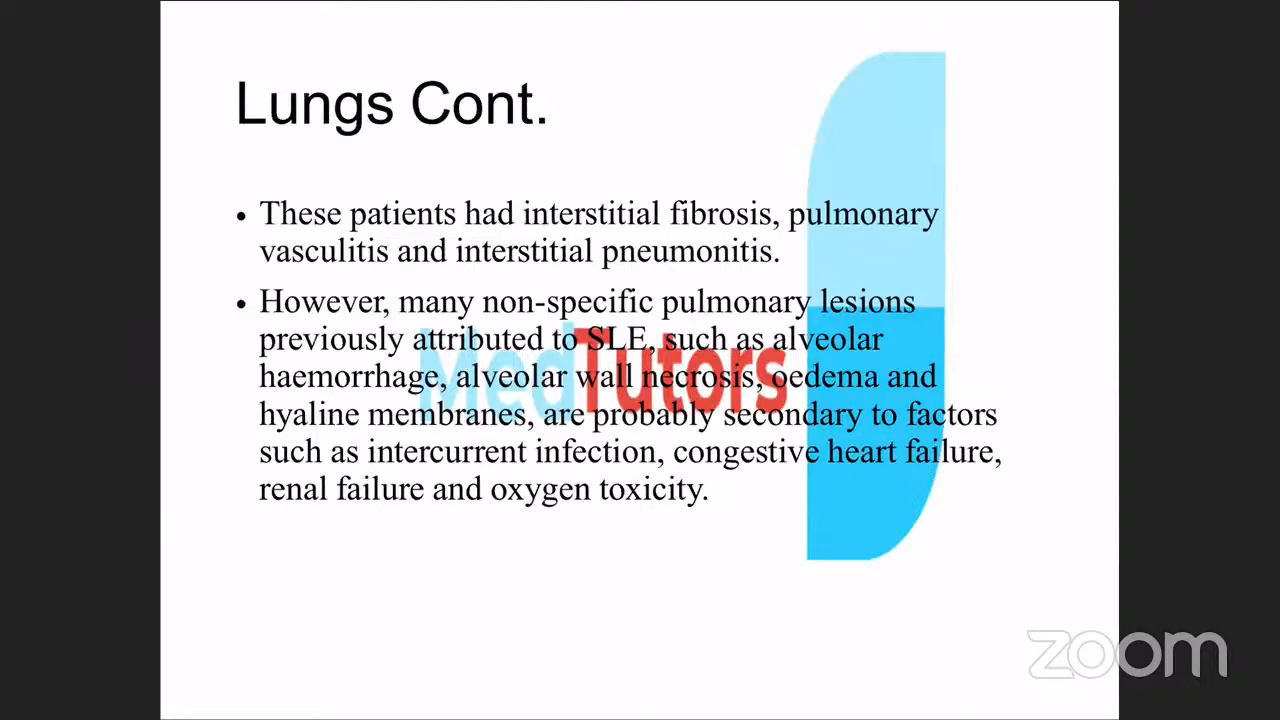 Lungs Cont.
• These patients had interstitial fibrosis, pulmonary
vasculitis and interstitial pneumonitis.
• However, many non-specific pulmonary lesions
previously attributed to SLE, such as alveolar
haemorrhage, alveolar wall necrosis, oedema and
hyaline membranes, are probably secondary to factors
such as intercurrent infection, congestive heart failure,
renal failure and oxygen toxicity.
MedTutors
zoom